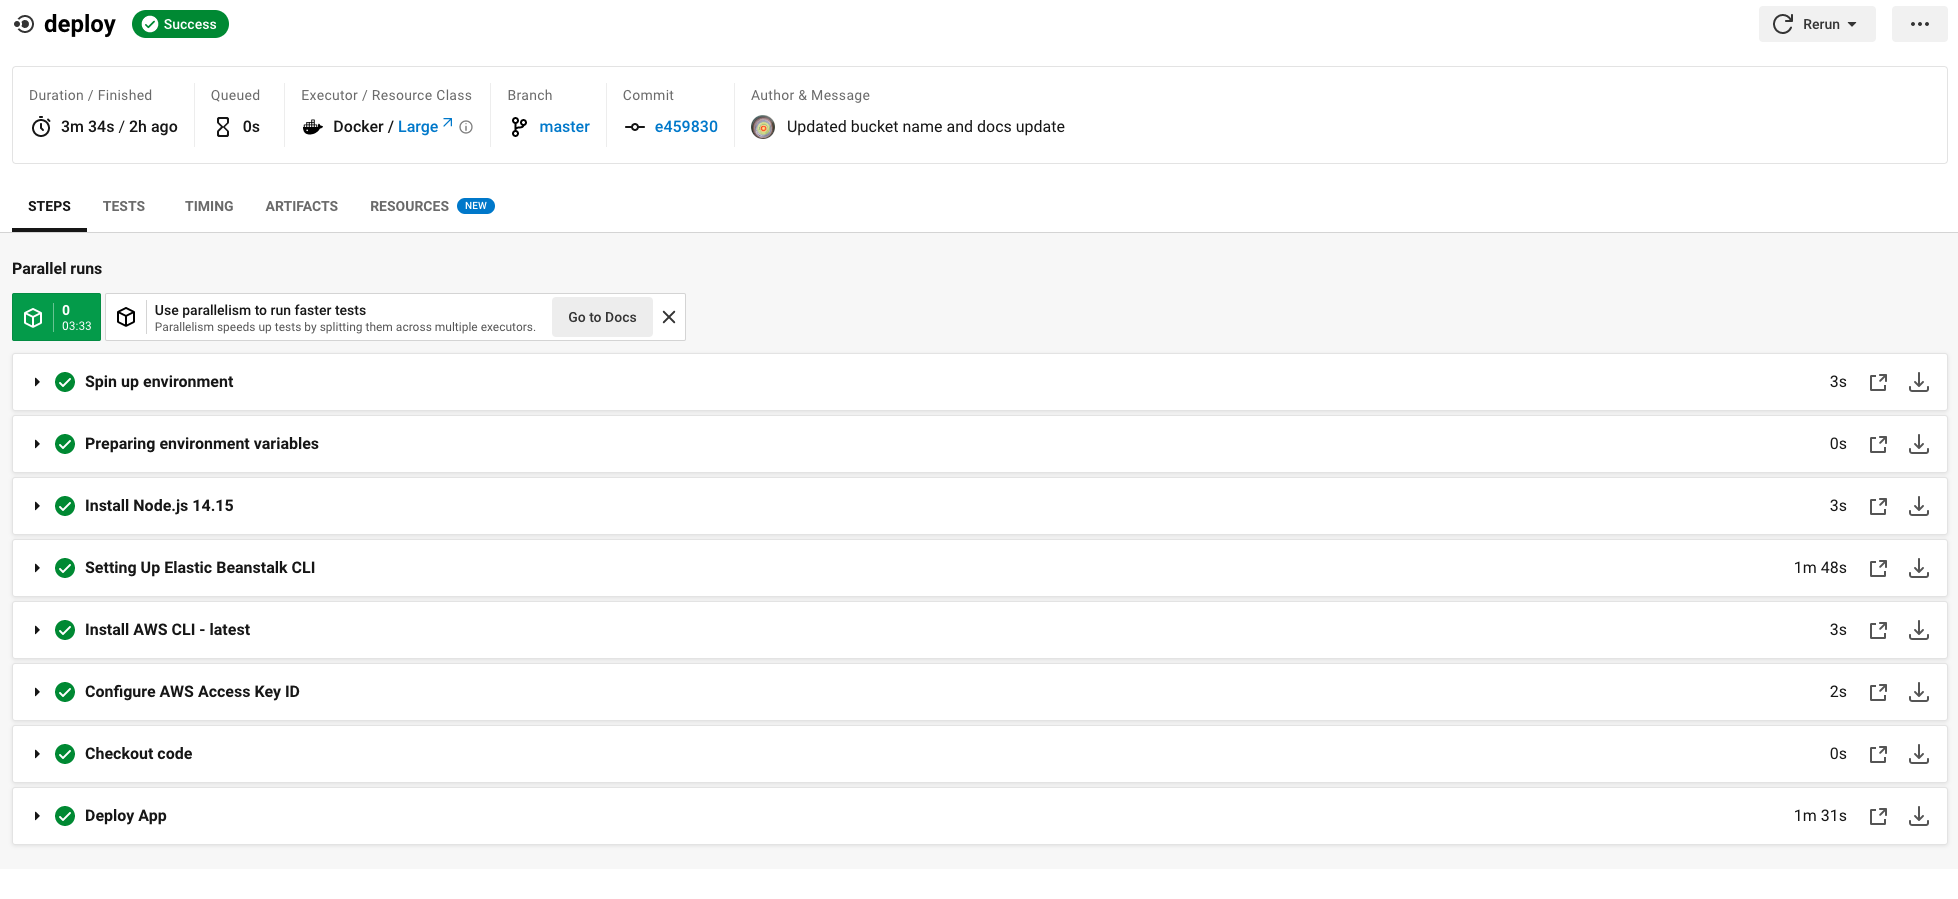 deploy Success Rerun
Duration / Finished Queued Executor / Resource Class Branch Commit Author & Message
3m 34s / 2h ago 0s Docker / Large master e459830 Updated bucket name and docs update
STEPS TESTS TIMING ARTIFACTS RESOURCES NEW
Parallel runs
0
03:33
Use parallelism to run faster tests
Parallelism speeds up tests by splitting them across multiple executors.
Go to Docs
Spin up environment 3s
Preparing environment variables 0s
Install Node.js 14.15 3s
Setting Up Elastic Beanstalk CLI 1m 48s
Install AWS CLI - latest 3s
Configure AWS Access Key ID 2s
Checkout code 0s
Deploy App 1m 31s